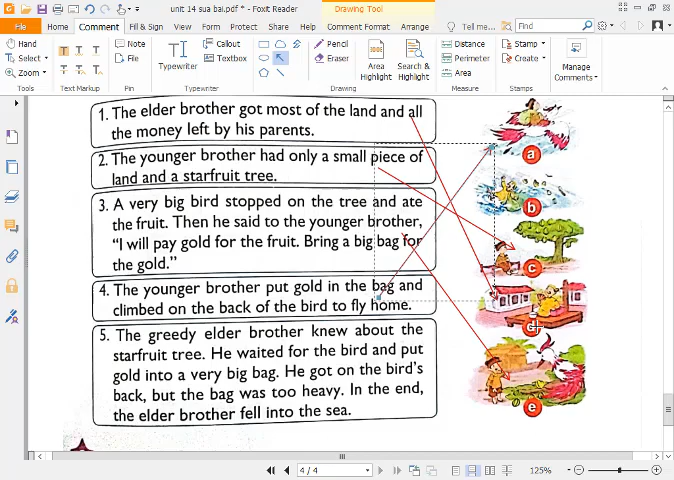 unit 14 sua bai.pdf * - Foxit Reader
Drawing Tool
File
Home
Comment
Fill & Sign
View
Form
Protect
Share
Help
Comment Format
Arrange
Tell me...
Find
Hand
Select
Zoom
Tools
T T T
T T T
Text Markup
Note
File
Pin
Typewriter
Callout
Textbox
Typewriter
Pencil
Eraser
Drawing
Area Highlight
Search & Highlight
Distance
Perimeter
Area
Measure
Stamp
Create
Stamps
Manage Comments
1. The elder brother got most of the land and all
the money left by his parents.
2. The younger brother had only a small piece of
land and a starfruit tree.
3. A very big bird stopped on the tree and ate
the fruit. Then he said to the younger brother,
"I will pay gold for the fruit. Bring a big bag for
the gold."
4. The younger brother put gold in the bag and
climbed on the back of the bird to fly home.
5. The greedy elder brother knew about the
starfruit tree. He waited for the bird and put
gold into a very big bag. He got on the bird's
back, but the bag was too heavy. In the end,
the elder brother fell into the sea.
a
b
c
d
e
4 / 4
125%